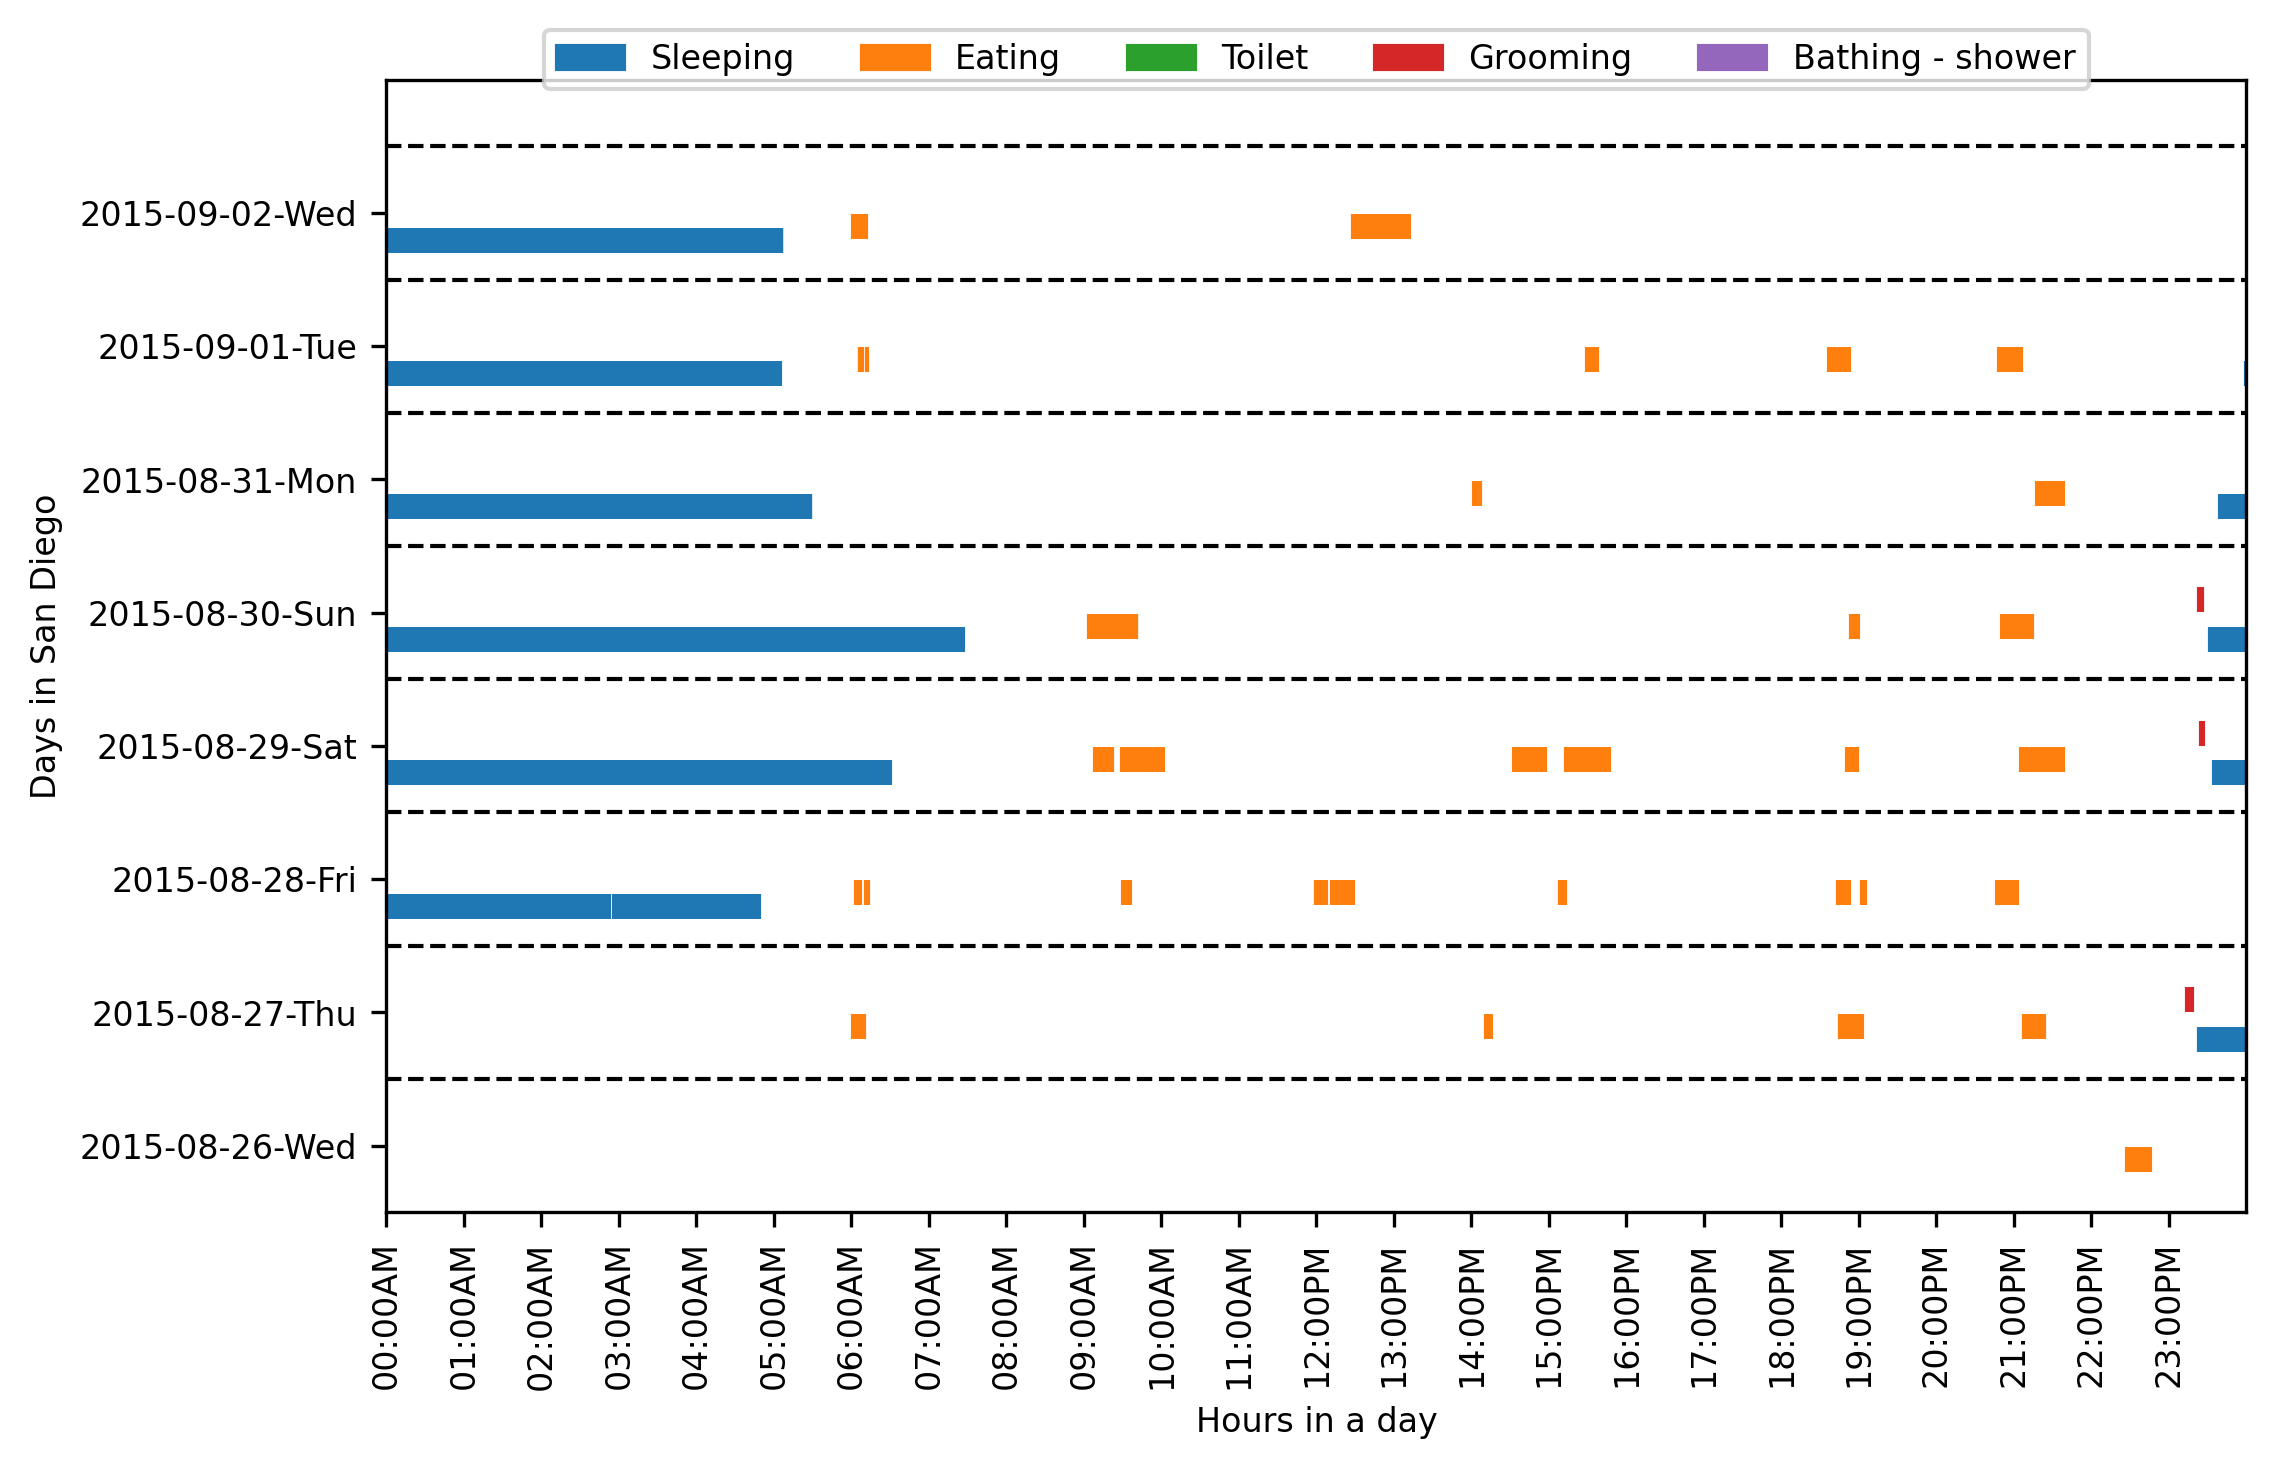 Sleeping Eating Toilet Grooming Bathing - shower
2015-09-02-Wed
2015-09-01-Tue
2015-08-31-Mon
2015-08-30-Sun
2015-08-29-Sat
2015-08-28-Fri
2015-08-27-Thu
2015-08-26-Wed
Days in San Diego
00:00AM
01:00AM
02:00AM
03:00AM
04:00AM
05:00AM
06:00AM
07:00AM
08:00AM
09:00AM
10:00AM
11:00AM
12:00PM
13:00PM
14:00PM
15:00PM
16:00PM
17:00PM
18:00PM
19:00PM
20:00PM
21:00PM
22:00PM
23:00PM
Hours in a day